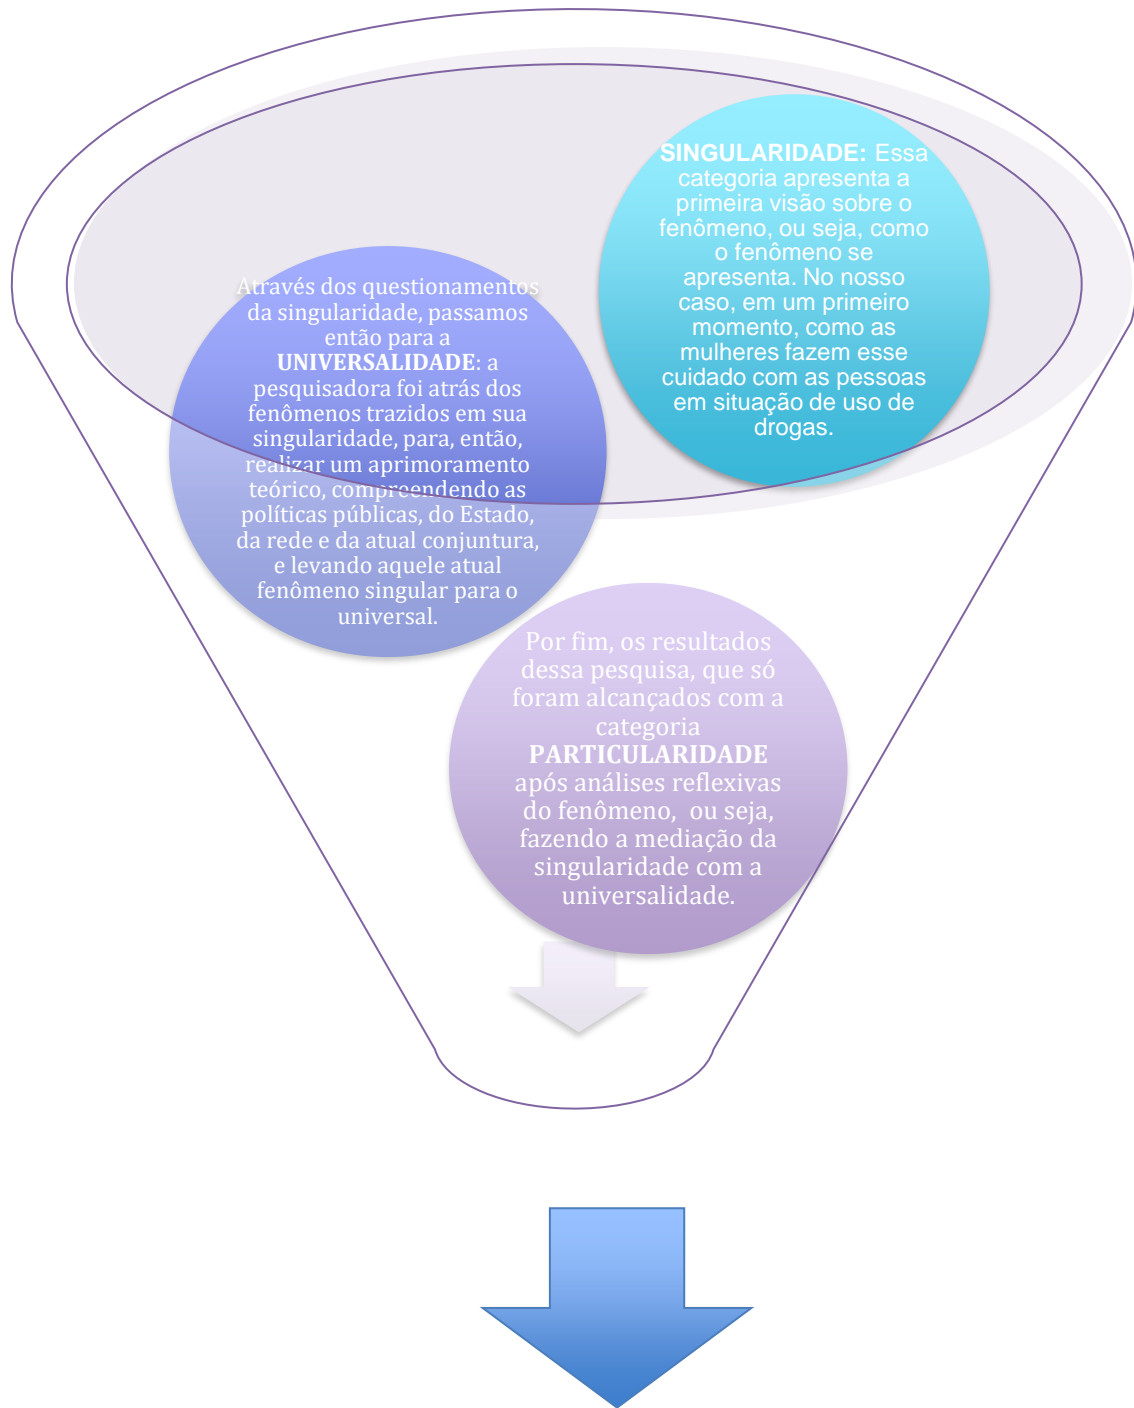 SINGULARIDADE: Essa
categoria apresenta a
primeira visão sobre o
fenômeno, ou seja, como
o fenômeno se
apresenta. No nosso
caso, em um primeiro
momento, como as
mulheres fazem esse
cuidado com as pessoas
em situação de uso de
drogas.
Através dos questionamentos
da singularidade, passamos
então para a
UNIVERSALIDADE: a
pesquisadora foi atrás dos
fenômenos trazidos em sua
singularidade, para, então,
realizar um aprimoramento
teórico, compreendendo as
políticas públicas, do Estado,
da rede e da atual conjuntura,
e levando aquele atual
fenômeno singular para o
universal.
Por fim, os resultados
dessa pesquisa, que só
foram alcançados com a
categoria
PARTICULARIDADE
após análises reflexivas
do fenômeno, ou seja,
fazendo a mediação da
singularidade com a
universalidade.